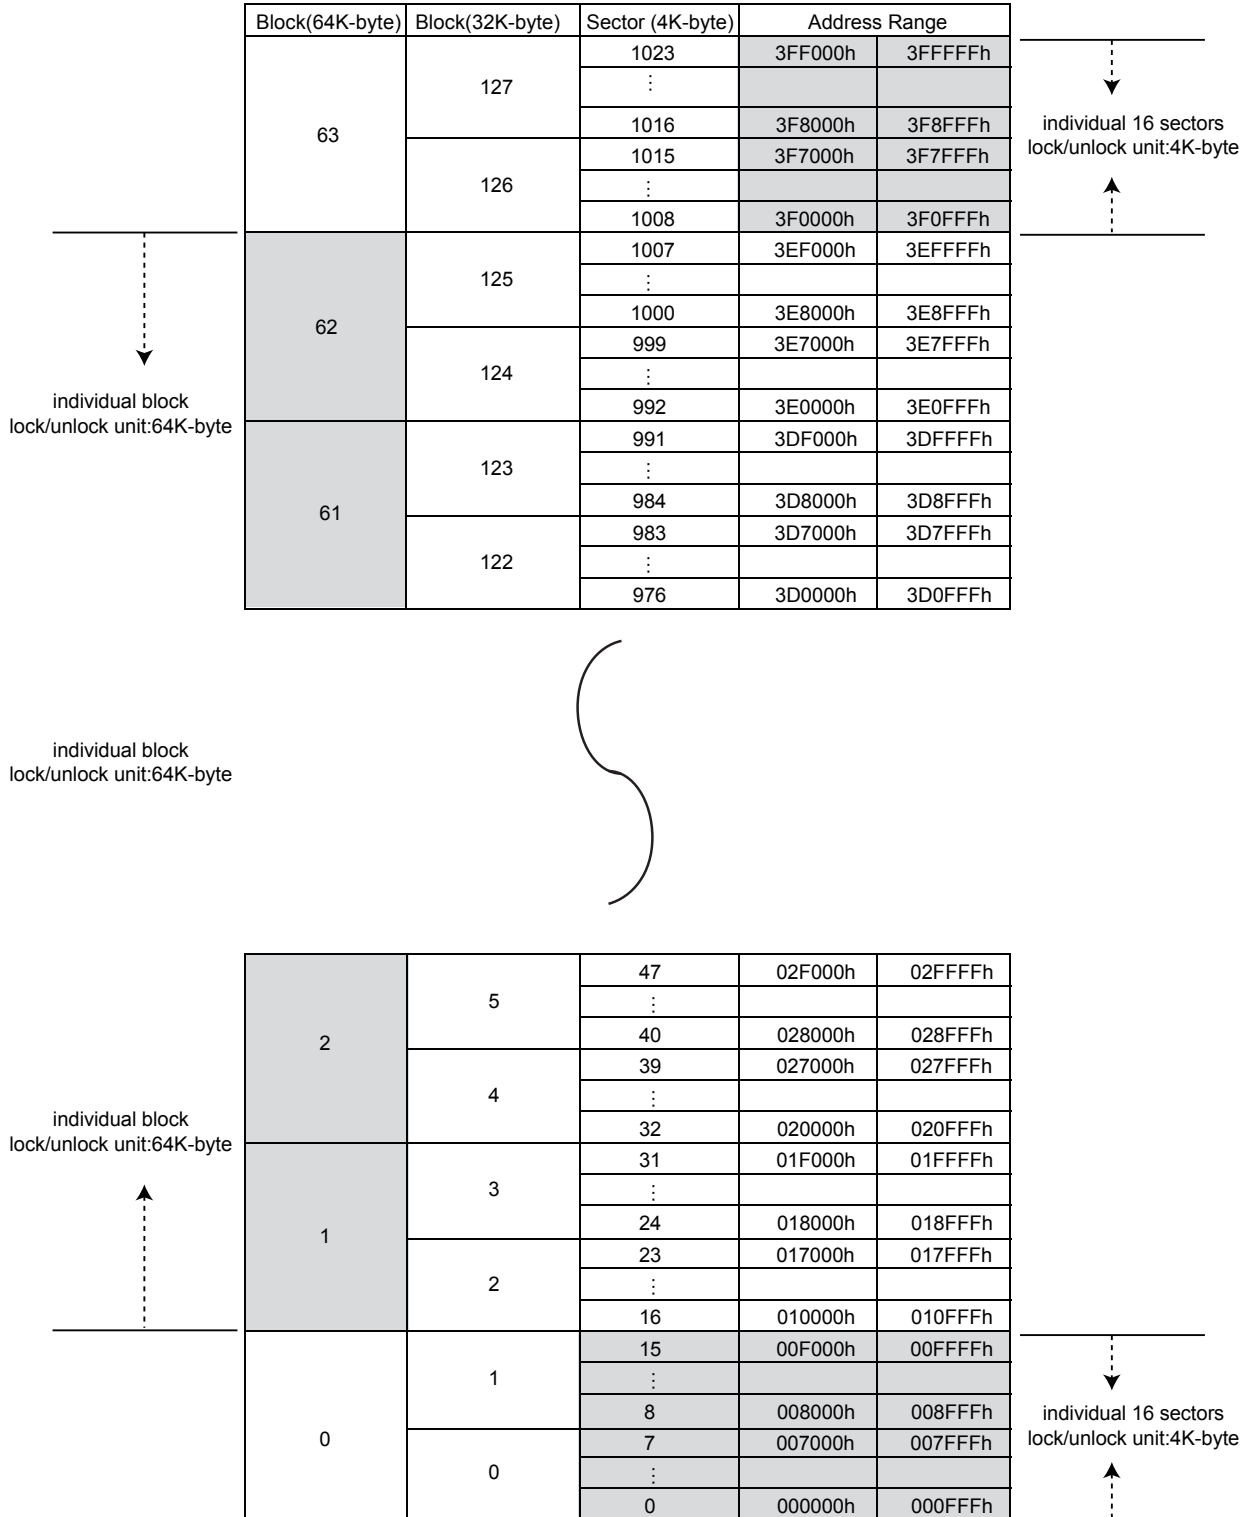 Block(64K-byte) Block(32K-byte) Sector (4K-byte) Address Range
1023 3FF000h 3FFFFFh
127 ⋮
1016 3F8000h 3F8FFFh
63
individual 16 sectors
lock/unlock unit:4K-byte
1015 3F7000h 3F7FFFh
126 ⋮
1008 3F0000h 3F0FFFh
1007 3EF000h 3EFFFFh
125 ⋮
1000 3E8000h 3E8FFFh
62
999 3E7000h 3E7FFFh
124 ⋮
992 3E0000h 3E0FFFh
individual block
lock/unlock unit:64K-byte
991 3DF000h 3DFFFFh
123 ⋮
984 3D8000h 3D8FFFh
61
983 3D7000h 3D7FFFh
122 ⋮
976 3D0000h 3D0FFFh
individual block
lock/unlock unit:64K-byte
47 02F000h 02FFFFh
5 ⋮
40 028000h 028FFFh
2
39 027000h 027FFFh
4 ⋮
32 020000h 020FFFh
individual block
lock/unlock unit:64K-byte
31 01F000h 01FFFFh
3 ⋮
24 018000h 018FFFh
1
23 017000h 017FFFh
2 ⋮
16 010000h 010FFFh
15 00F000h 00FFFFh
1 ⋮
8 008000h 008FFFh
0
individual 16 sectors
lock/unlock unit:4K-byte
7 007000h 007FFFh
0 ⋮
0 000000h 000FFFh